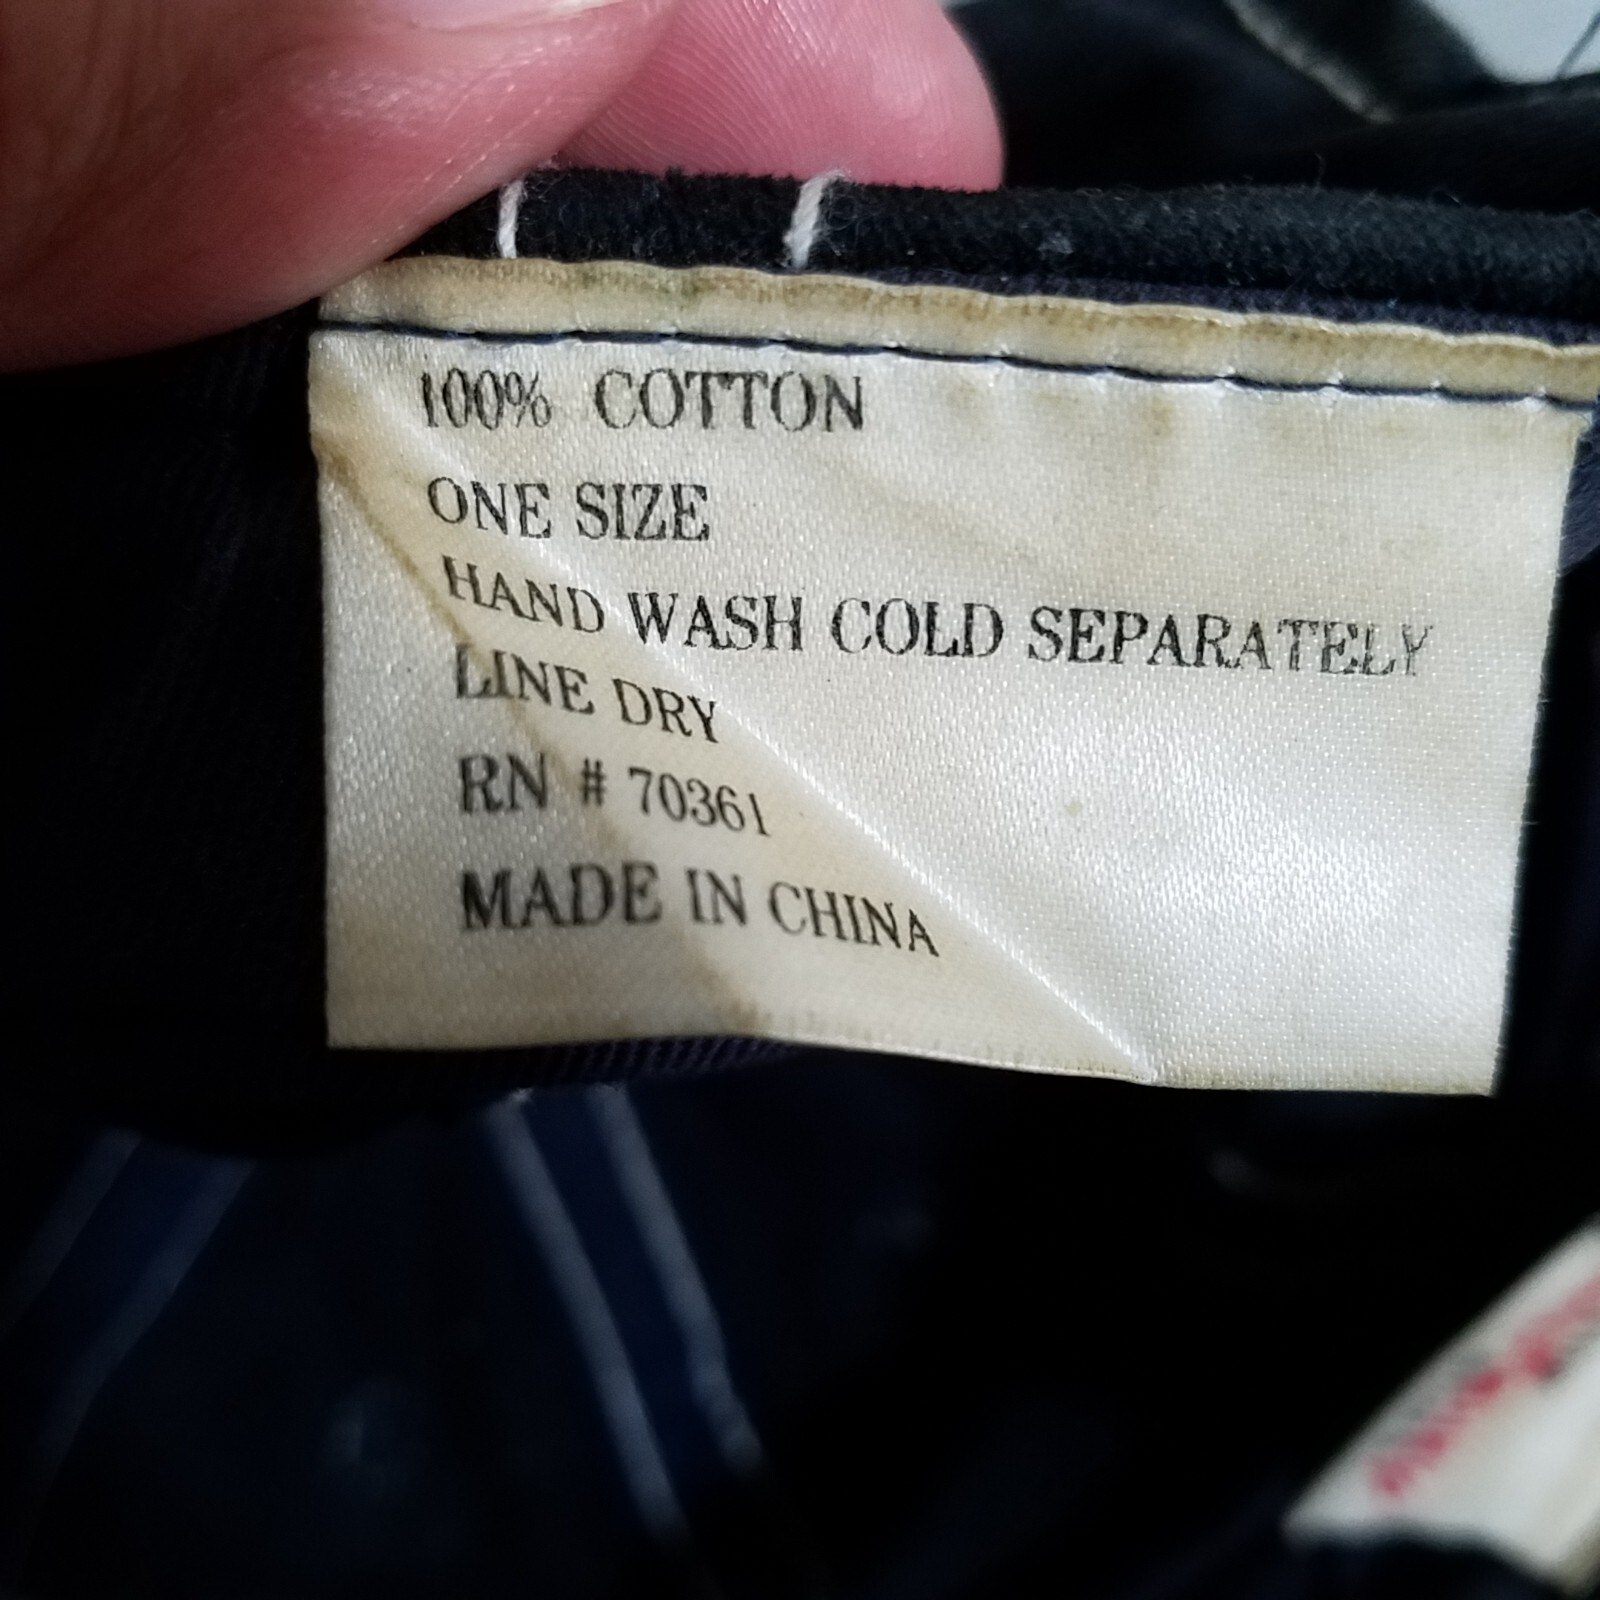 100% COTTON
ONE SIZE
HAND WASH COLD SEPARATELY
LINE DRY
RN # 70361
MADE IN CHINA